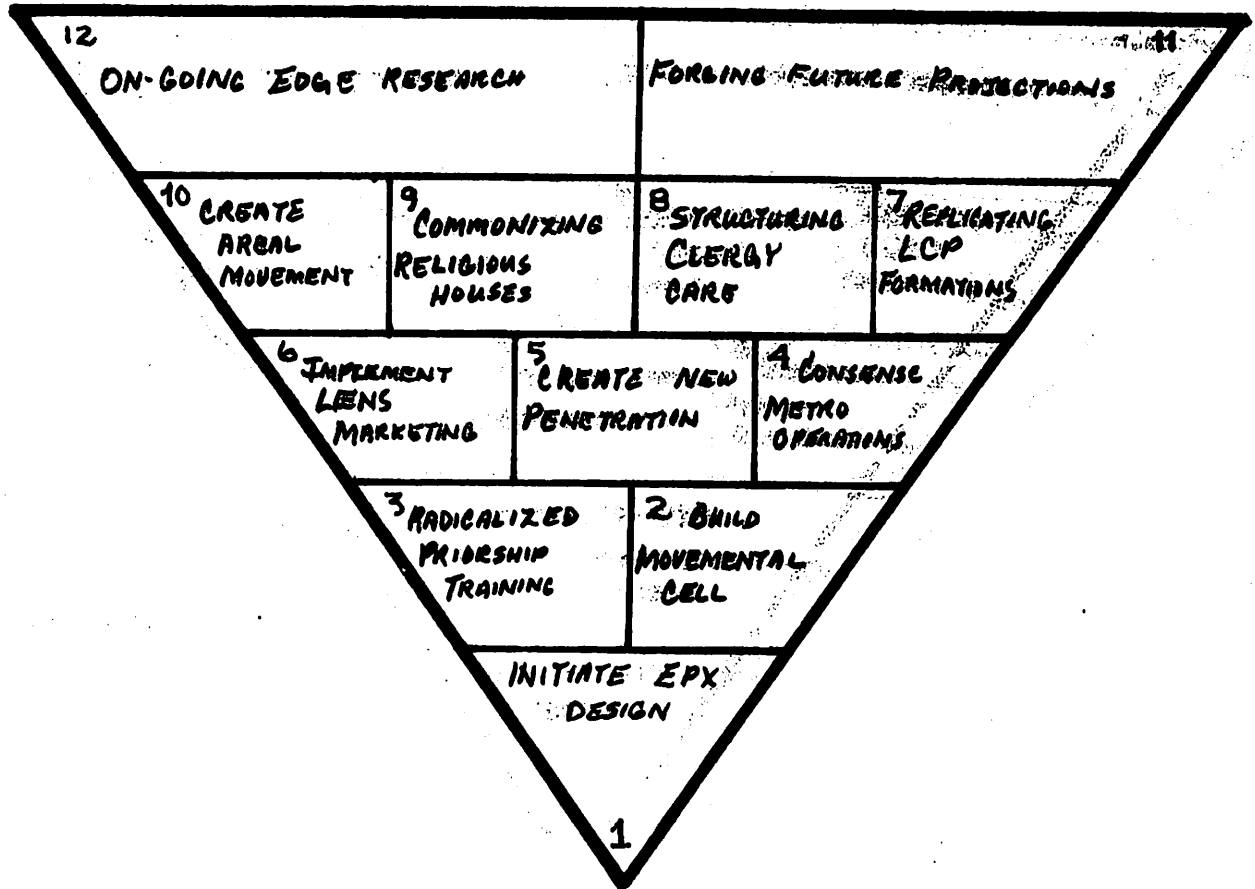 12
ON-GOING EDGE RESEARCH
11
FORGING FUTURE PROJECTIONS
10
CREATE
AREAL
MOVEMENT
9
COMMONIZING
RELIGIOUS
HOUSES
8
STRUCTURING
CLERGY
CARE
7
REPLICATING
LCP
FORMATIONS
6
IMPLEMENT
LENS
MARKETING
5
CREATE NEW
PENETRATION
4
CONSENSE
METRO
OPERATIONS
3
RADICALIZED
PRIORSHIP
TRAINING
2
BUILD
MOVEMENTAL
CELL
INITIATE EPX
DESIGN
1